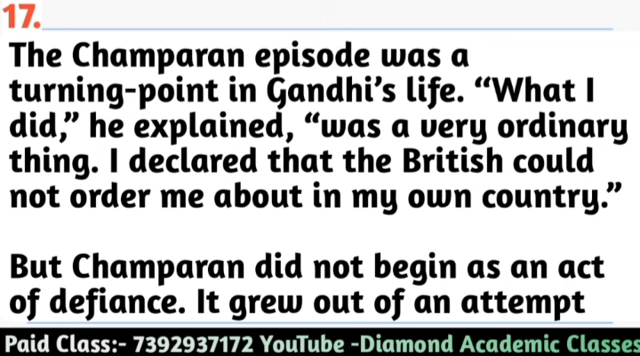 17.
The Champaran episode was a
turning-point in Gandhi's life. “What I
did,” he explained, “was a very ordinary
thing. I declared that the British could
not order me about in my own country.”
But Champaran did not begin as an act
of defiance. It grew out of an attempt
Paid Class:- 7392937172 YouTube -Diamond Academic Classes